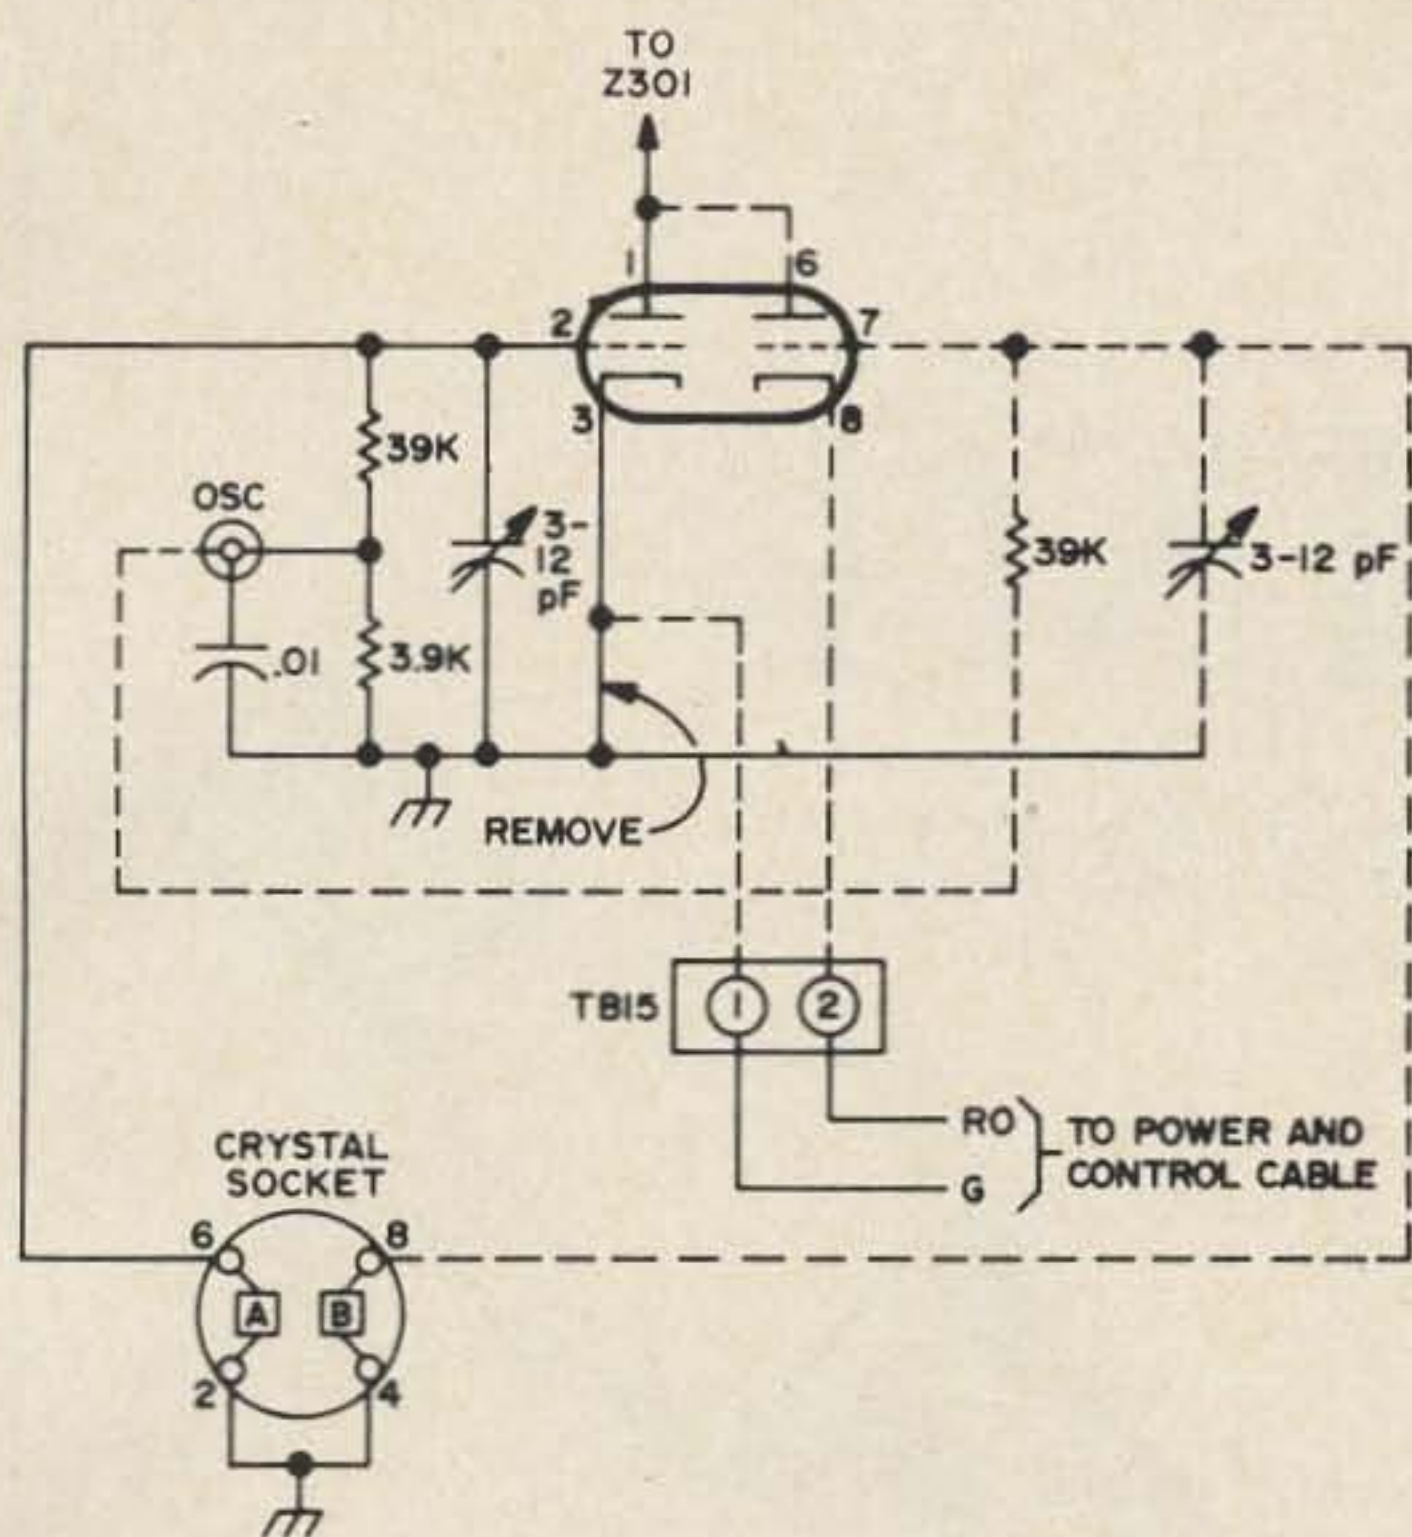 TO
Z301
1
6
2
7
3
8
39K
OSC
3-
12
pF
39K
3-12 pF
.01
3.9K
REMOVE
TB15
1
2
RO
TO POWER AND
CONTROL CABLE
G
CRYSTAL
SOCKET
6
8
A
B
2
4